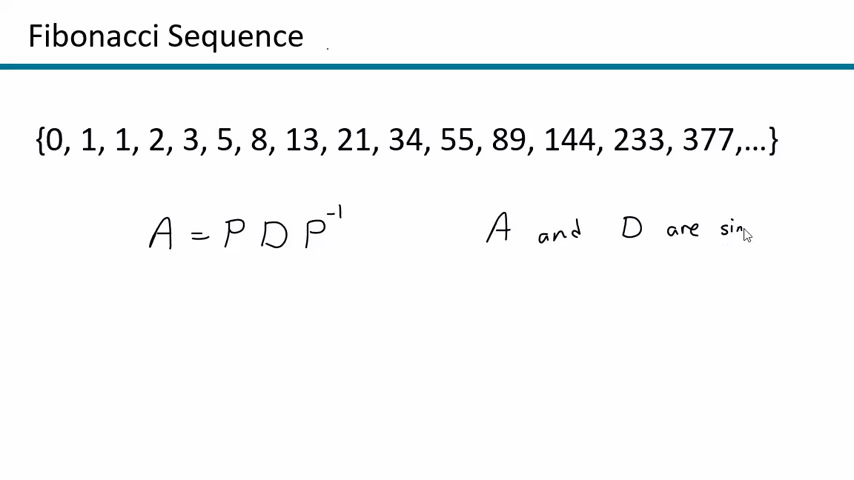 Fibonacci Sequence
{0, 1, 1, 2, 3, 5, 8, 13, 21, 34, 55, 89, 144, 233, 377,...}
A = P D P⁻¹ A and D are sim